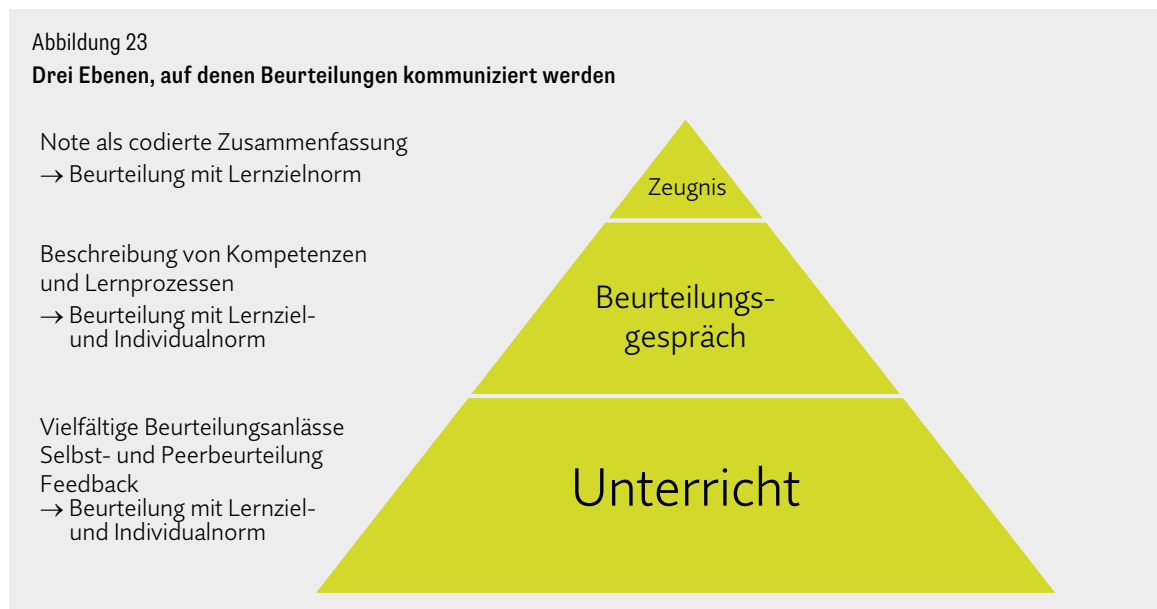 Abbildung 23
Drei Ebenen, auf denen Beurteilungen kommuniziert werden
Note als codierte Zusammenfassung
→ Beurteilung mit Lernzielnorm
Zeugnis
Beschreibung von Kompetenzen
und Lernprozessen
→ Beurteilung mit Lernziel-
und Individualnorm
Beurteilungs-
gespräch
Vielfältige Beurteilungsanlässe
Selbst- und Peerbeurteilung
Feedback
→ Beurteilung mit Lernziel-
und Individualnorm
Unterricht